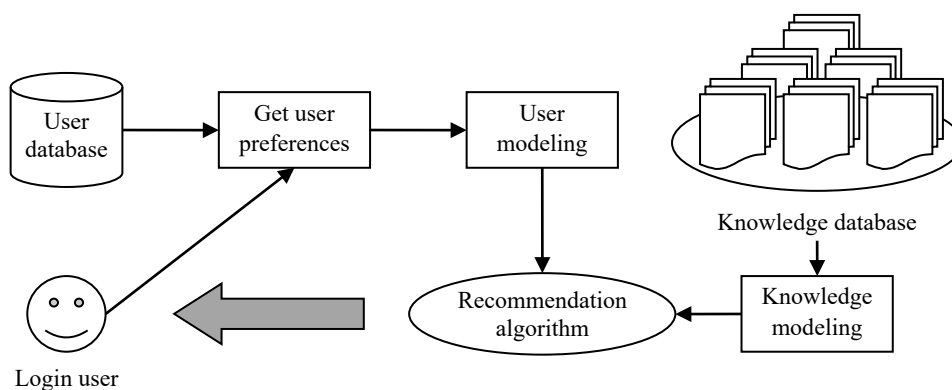 User
database
Get user
preferences
User
modeling
Knowledge database
Recommendation
algorithm
Knowledge
modeling
Login user